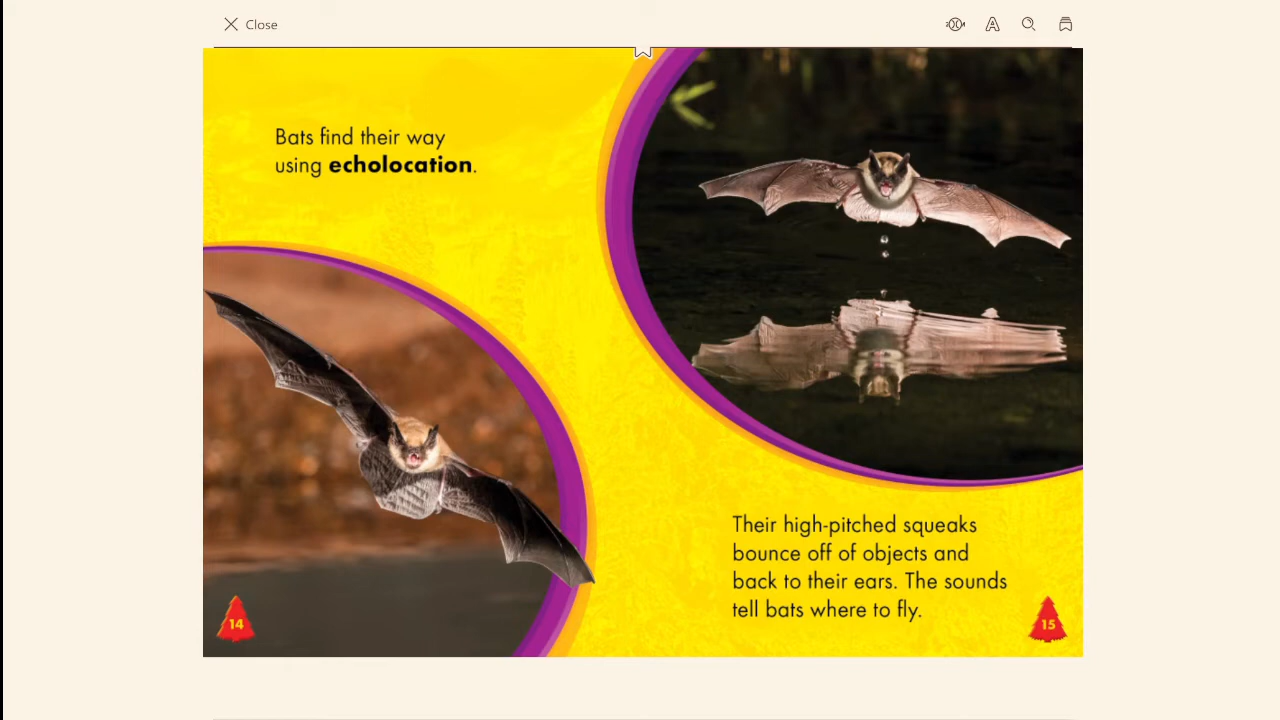 Close
Bats find their way
using echolocation.
14
Their high-pitched squeaks
bounce off of objects and
back to their ears. The sounds
tell bats where to fly.
15